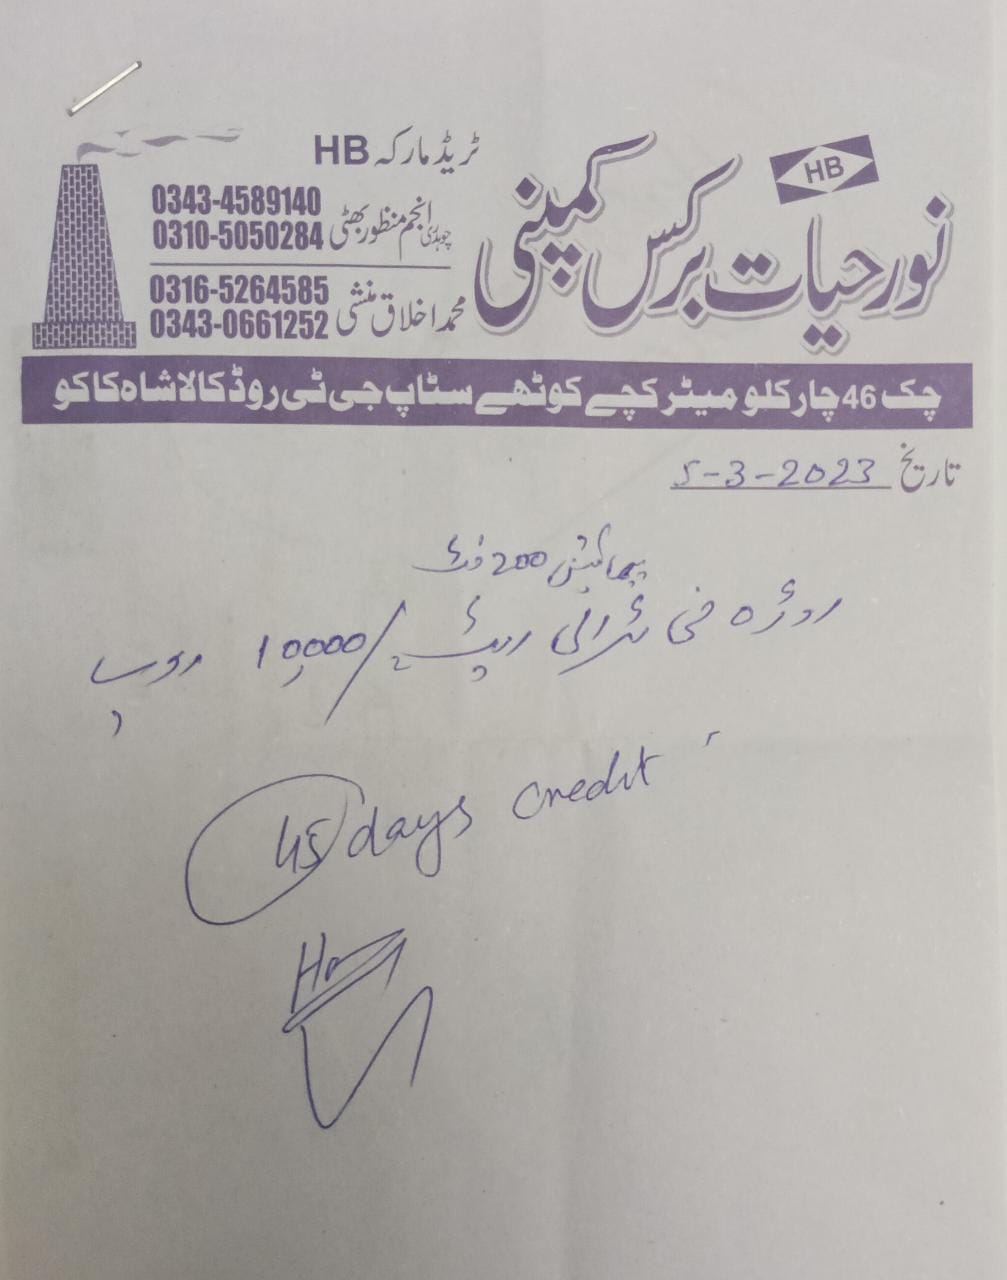 HB
نور حیات برکس کمپنی
ٹریڈ مارکہ HB
چوہدری انجم منظور بھٹی 0343-4589140
0310-5050284
محمد اخلاق منشی 0316-5264585
0343-0661252
چک 46 چار کلو میٹر کچے کوٹھے سٹاپ جی ٹی روڈ کالا شاہ کاکو
تاریخ 5-3-2023
پیمائش 200 فٹ
روڑہ فی ٹرالی ریٹ /10,000 روپے
45 days credit